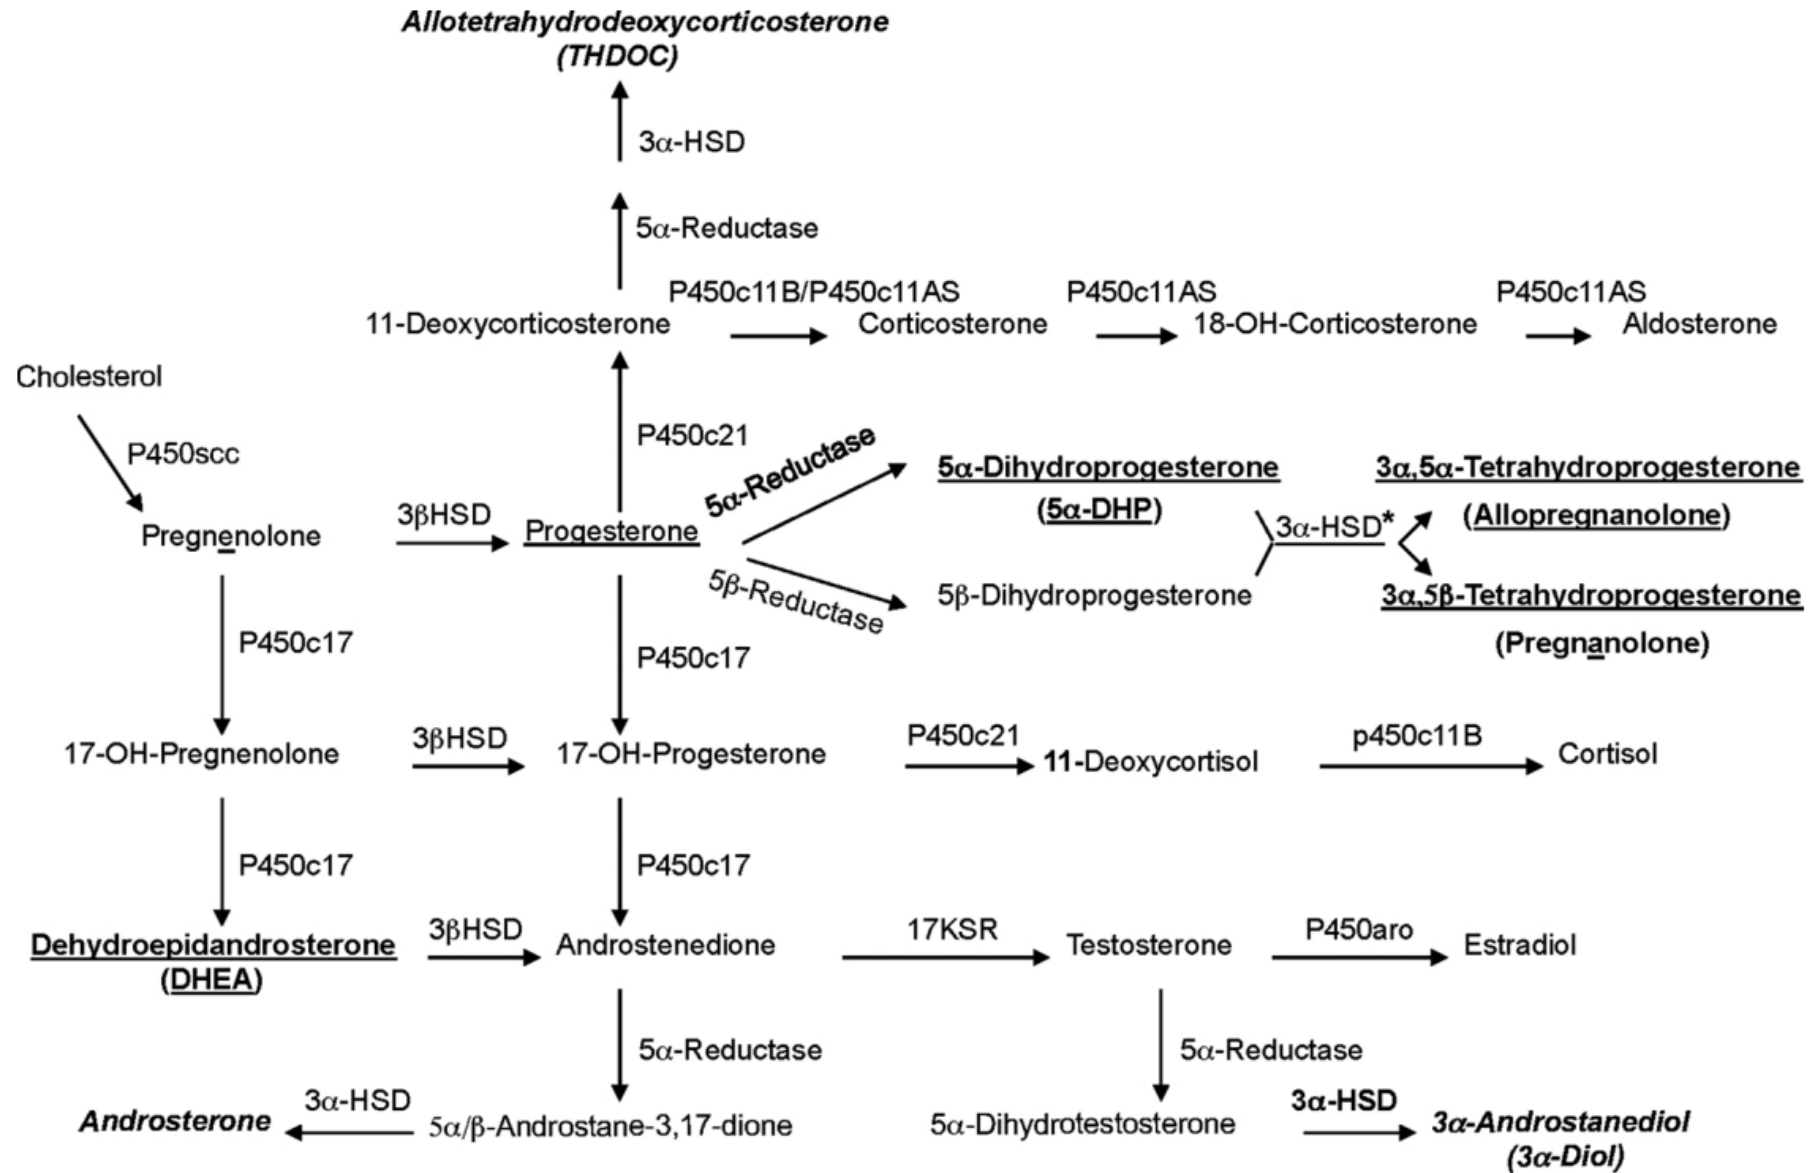 Allotetrahydrodeoxycorticosterone
(THDOC)
3α-HSD
5α-Reductase
P450c11B/P450c11AS
P450c11AS
P450c11AS
11-Deoxycorticosterone
Corticosterone
18-OH-Corticosterone
Aldosterone
Cholesterol
P450scc
P450c21
5α-Reductase
5α-Dihydroprogesterone
(5α-DHP)
3α,5α-Tetrahydroprogesterone
(Allopregnanolone)
Pregnenolone
3βHSD
Progesterone
3α-HSD*
5β-Reductase
5β-Dihydroprogesterone
3α,5β-Tetrahydroprogesterone
(Pregnanolone)
P450c17
P450c17
17-OH-Pregnenolone
3βHSD
17-OH-Progesterone
P450c21
11-Deoxycortisol
p450c11B
Cortisol
P450c17
P450c17
Dehydroepidandrosterone
(DHEA)
3βHSD
Androstenedione
17KSR
Testosterone
P450aro
Estradiol
5α-Reductase
5α-Reductase
Androsterone
3α-HSD
5α/β-Androstane-3,17-dione
5α-Dihydrotestosterone
3α-HSD
3α-Androstanediol
(3α-Diol)